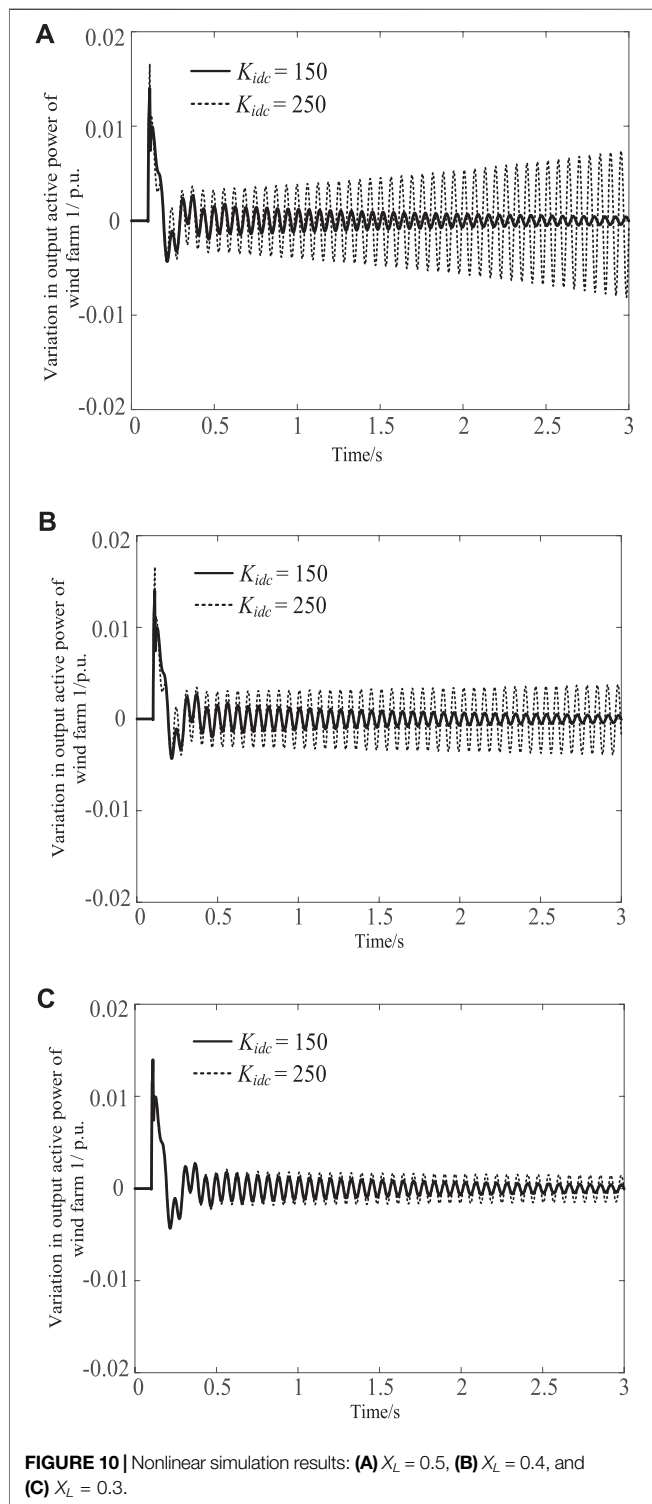 A
0.02
0.01
0
-0.01
-0.02
Variation in output active power of
wind farm 1/ p.u.
K_idc = 150
K_idc = 250
0 0.5 1 1.5 2 2.5 3
Time/s
B
0.02
0.01
0
-0.01
-0.02
Variation in output active power of
wind farm 1/p.u.
K_idc = 150
K_idc = 250
0 0.5 1 1.5 2 2.5 3
Time/s
C
0.02
0.01
0
-0.01
-0.02
Variation in output active power of
wind farm 1/ p.u.
K_idc = 150
K_idc = 250
0 0.5 1 1.5 2 2.5 3
Time/s
FIGURE 10 | Nonlinear simulation results: (A) X_L = 0.5, (B) X_L = 0.4, and
(C) X_L = 0.3.